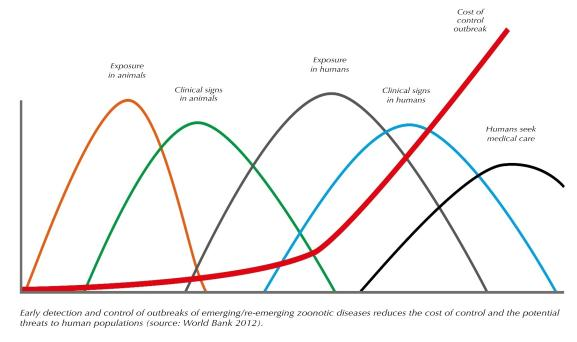 Cost of
control
outbreak
Exposure
in animals
Clinical signs
in animals
Exposure
in humans
Clinical signs
in humans
Humans seek
medical care
Early detection and control of outbreaks of emerging/re-emerging zoonotic diseases reduces the cost of control and the potential
threats to human populations (source: World Bank 2012).